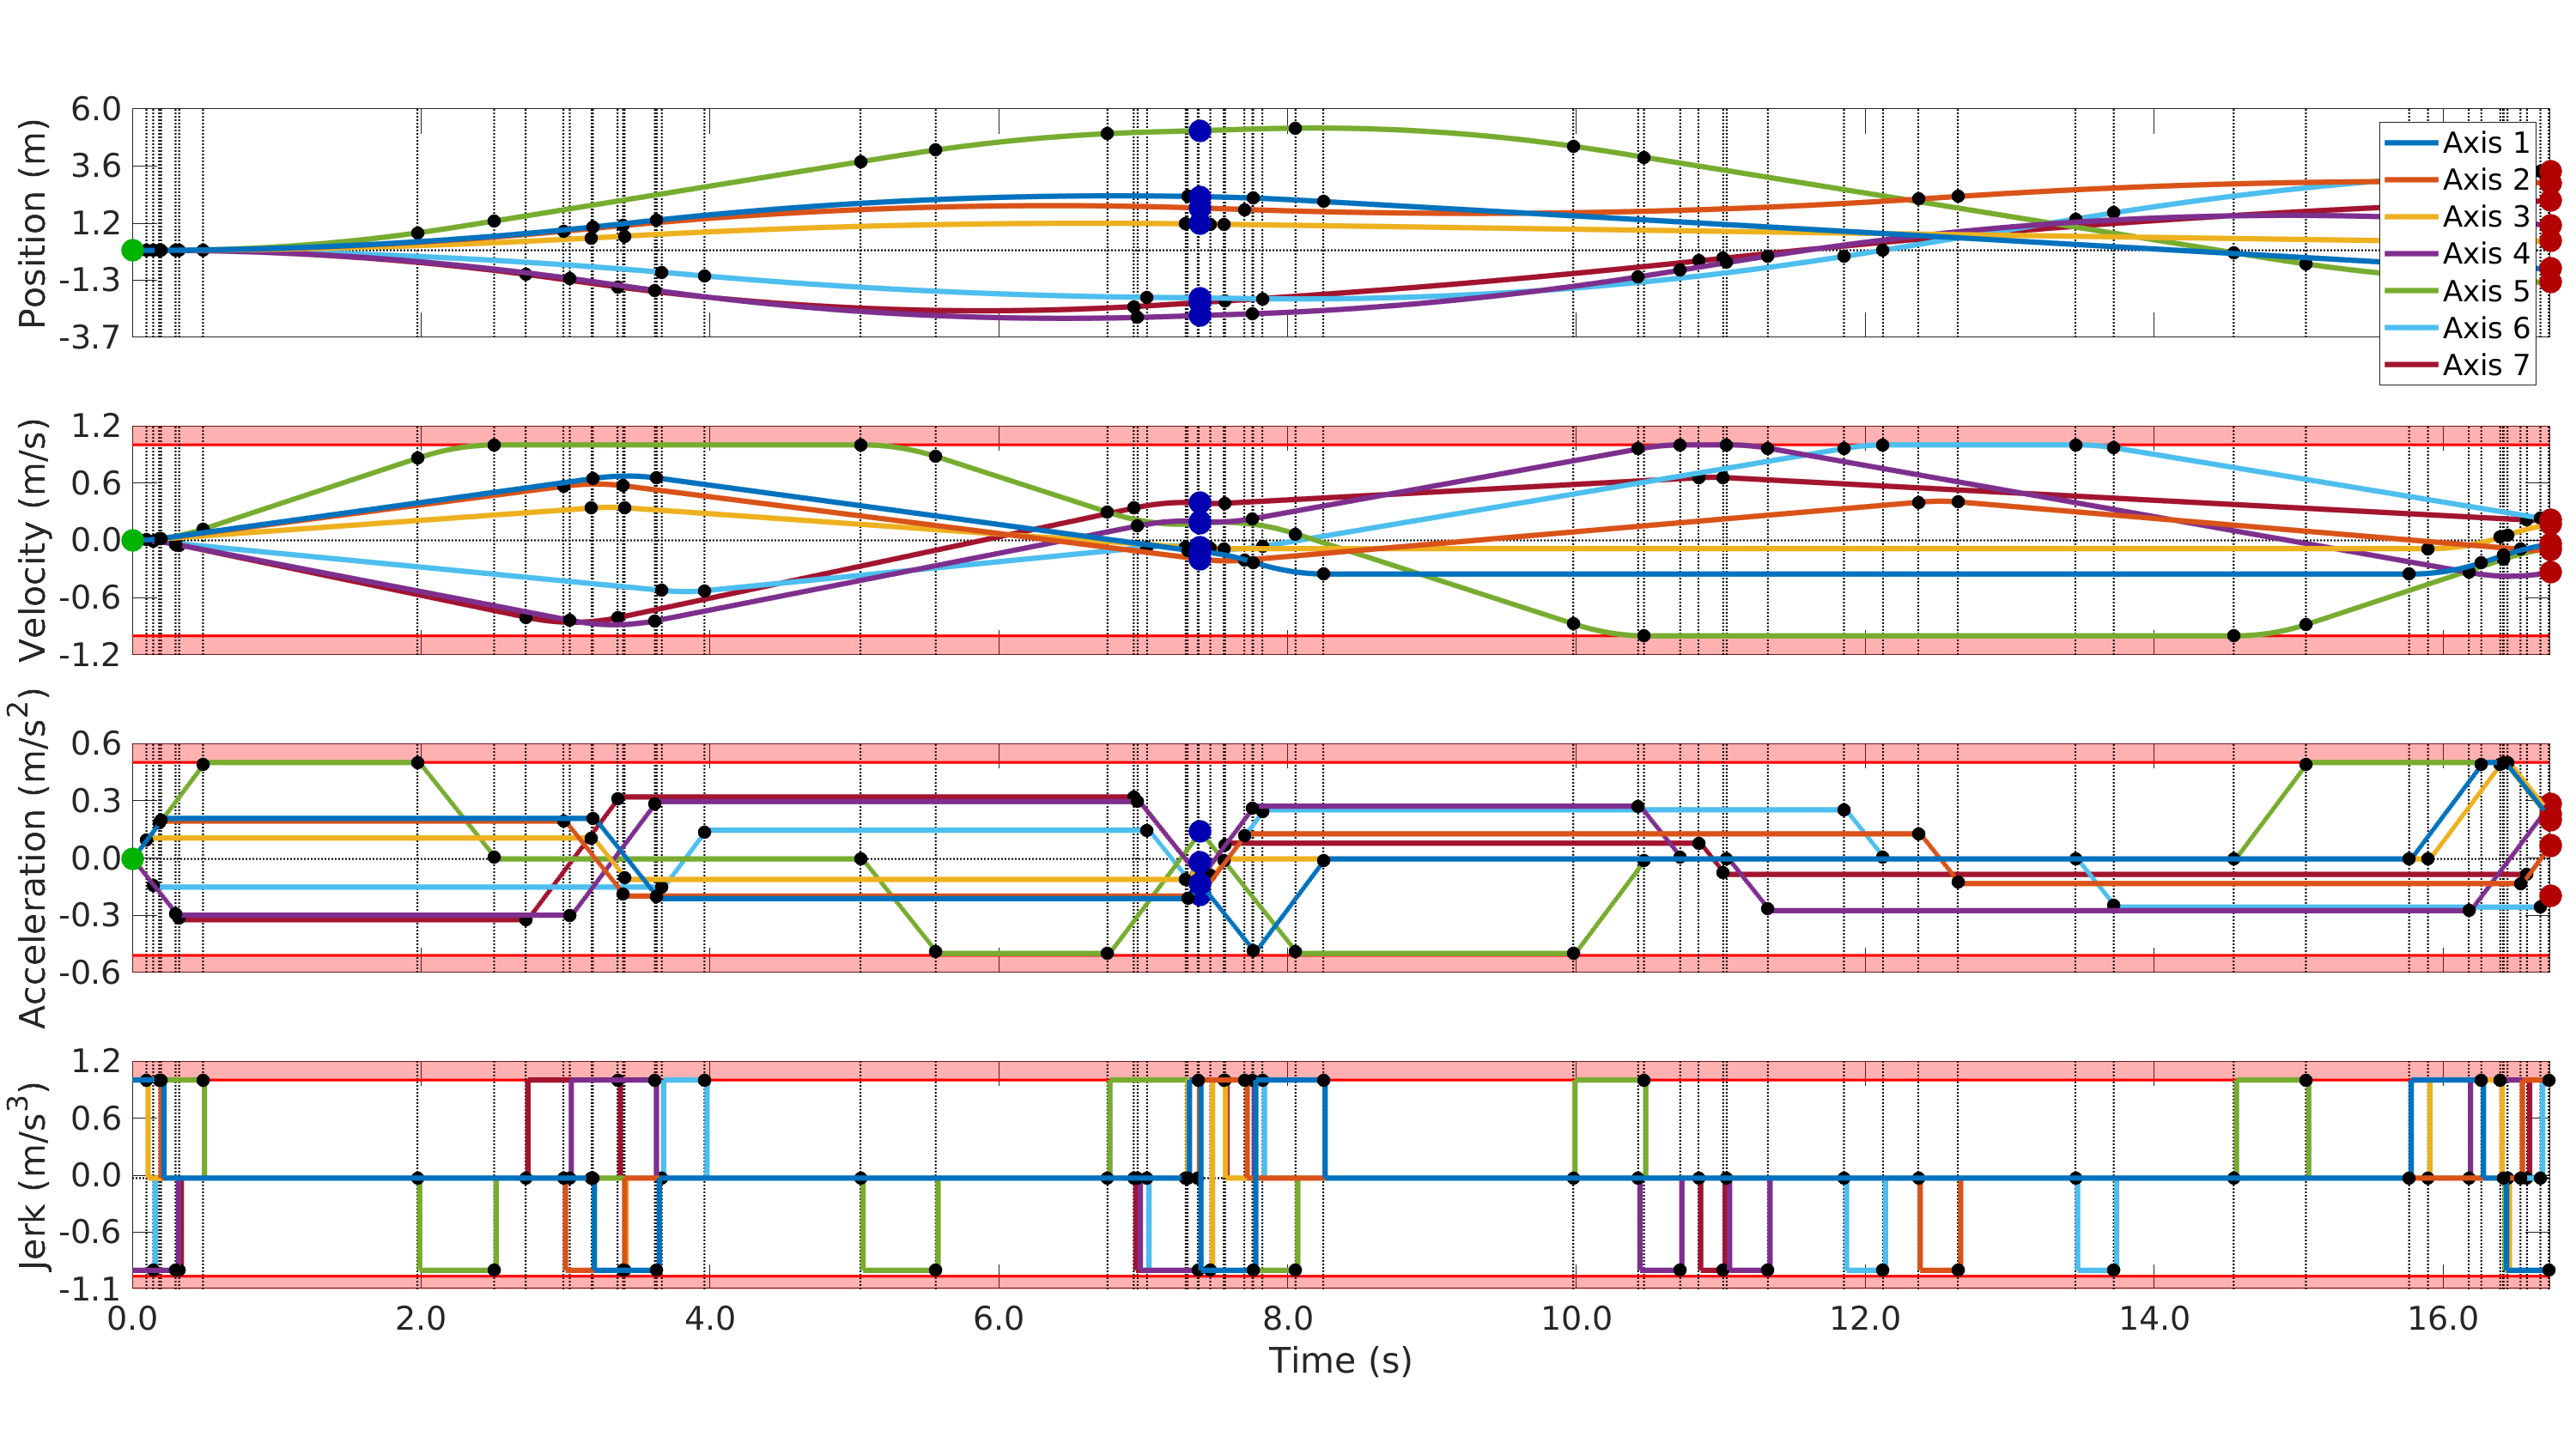 Position (m)
6.0
3.6
1.2
-1.3
-3.7
Axis 1
Axis 2
Axis 3
Axis 4
Axis 5
Axis 6
Axis 7
Velocity (m/s)
1.2
0.6
0.0
-0.6
-1.2
Acceleration (m/s2)
0.6
0.3
0.0
-0.3
-0.6
Jerk (m/s3)
1.2
0.6
0.0
-0.6
-1.1
0.0 2.0 4.0 6.0 8.0 10.0 12.0 14.0 16.0
Time (s)